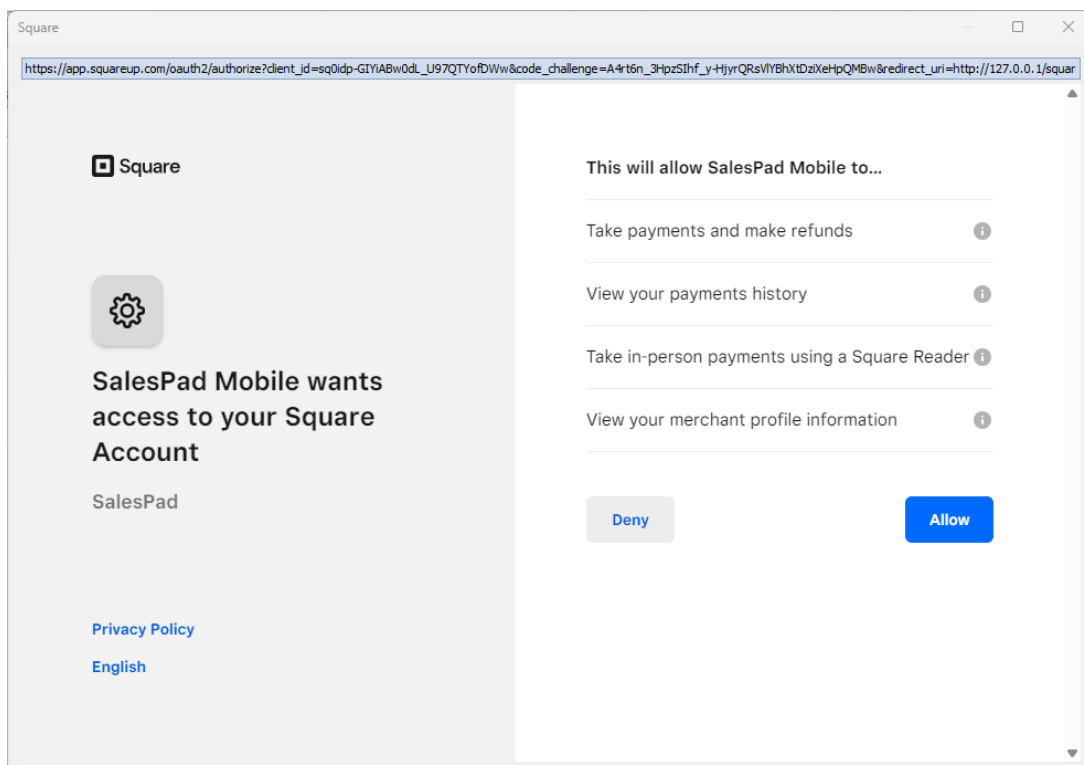 Square
https://app.squareup.com/oauth2/authorize?client_id=sq0idp-GIYiABw0dL_U97QTYofDWw&code_challenge=A4rt6n_3HpzSIhf_y-HjyrQRsVlYBhXtDziXeHpQMBw&redirect_uri=http://127.0.0.1/squar
Square
SalesPad Mobile wants
access to your Square
Account
SalesPad
Privacy Policy
English
This will allow SalesPad Mobile to...
Take payments and make refunds
View your payments history
Take in-person payments using a Square Reader
View your merchant profile information
Deny
Allow